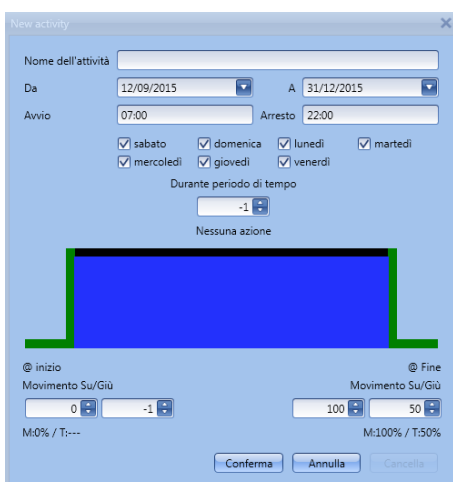 New activity
Nome dell'attività
Da 12/09/2015 A 31/12/2015
Avvio 07:00 Arresto 22:00
sabato domenica lunedì martedì
mercoledì giovedì venerdì
Durante periodo di tempo
-1
Nessuna azione
@ inizio @ Fine
Movimento Su/Giù Movimento Su/Giù
0 -1 100 50
M:0% / T:--- M:100% / T:50%
Conferma Annulla Cancella